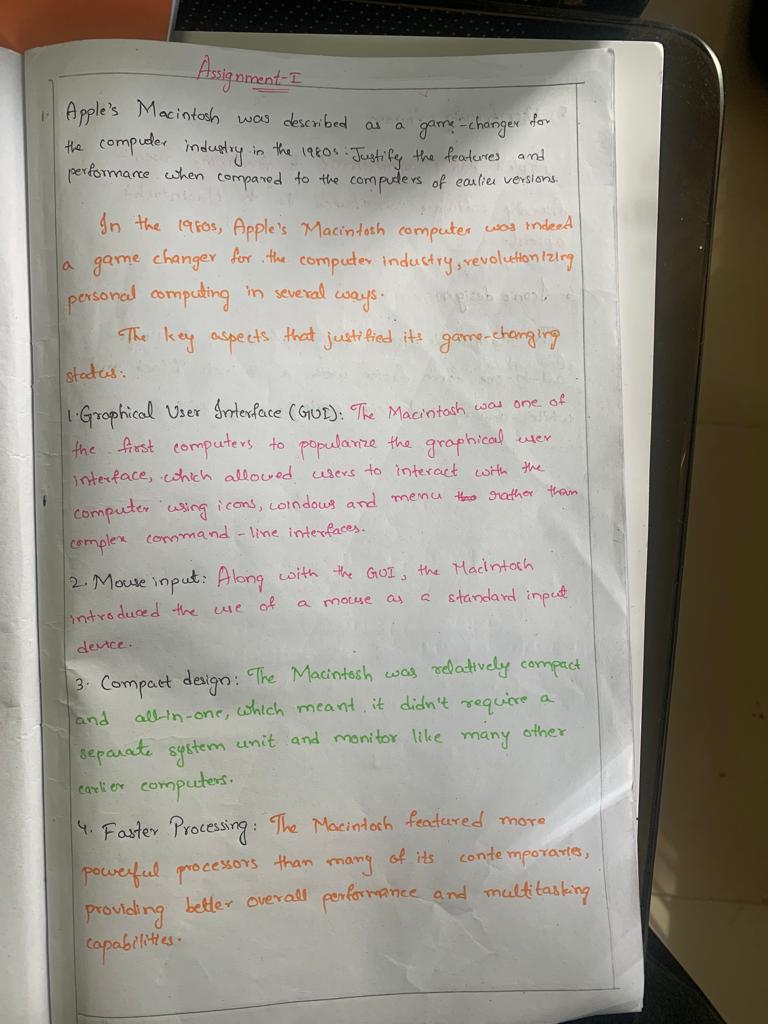 Assignment-I
1. Apple's Macintosh was described as a game-changer for
the computer industry in the 1980s. Justify the features and
performance when compared to the computers of earlier versions.
In the 1980s, Apple's Macintosh computer was indeed
a game changer for the computer industry, revolutionizing
personal computing in several ways.
The key aspects that justified its game-changing
status:
1. Graphical User Interface (GUI): The Macintosh was one of
the first computers to popularize the graphical user
interface, which allowed users to interact with the
computer using icons, windows and menu rather than
complex command-line interfaces.
2. Mouse input: Along with the GUI, the Macintosh
introduced the use of a mouse as a standard input
device.
3. Compact design: The Macintosh was relatively compact
and all-in-one, which meant it didn't require a
separate system unit and monitor like many other
earlier computers.
4. Faster Processing: The Macintosh featured more
powerful processors than many of its contemporaries,
providing better overall performance and multitasking
capabilities.